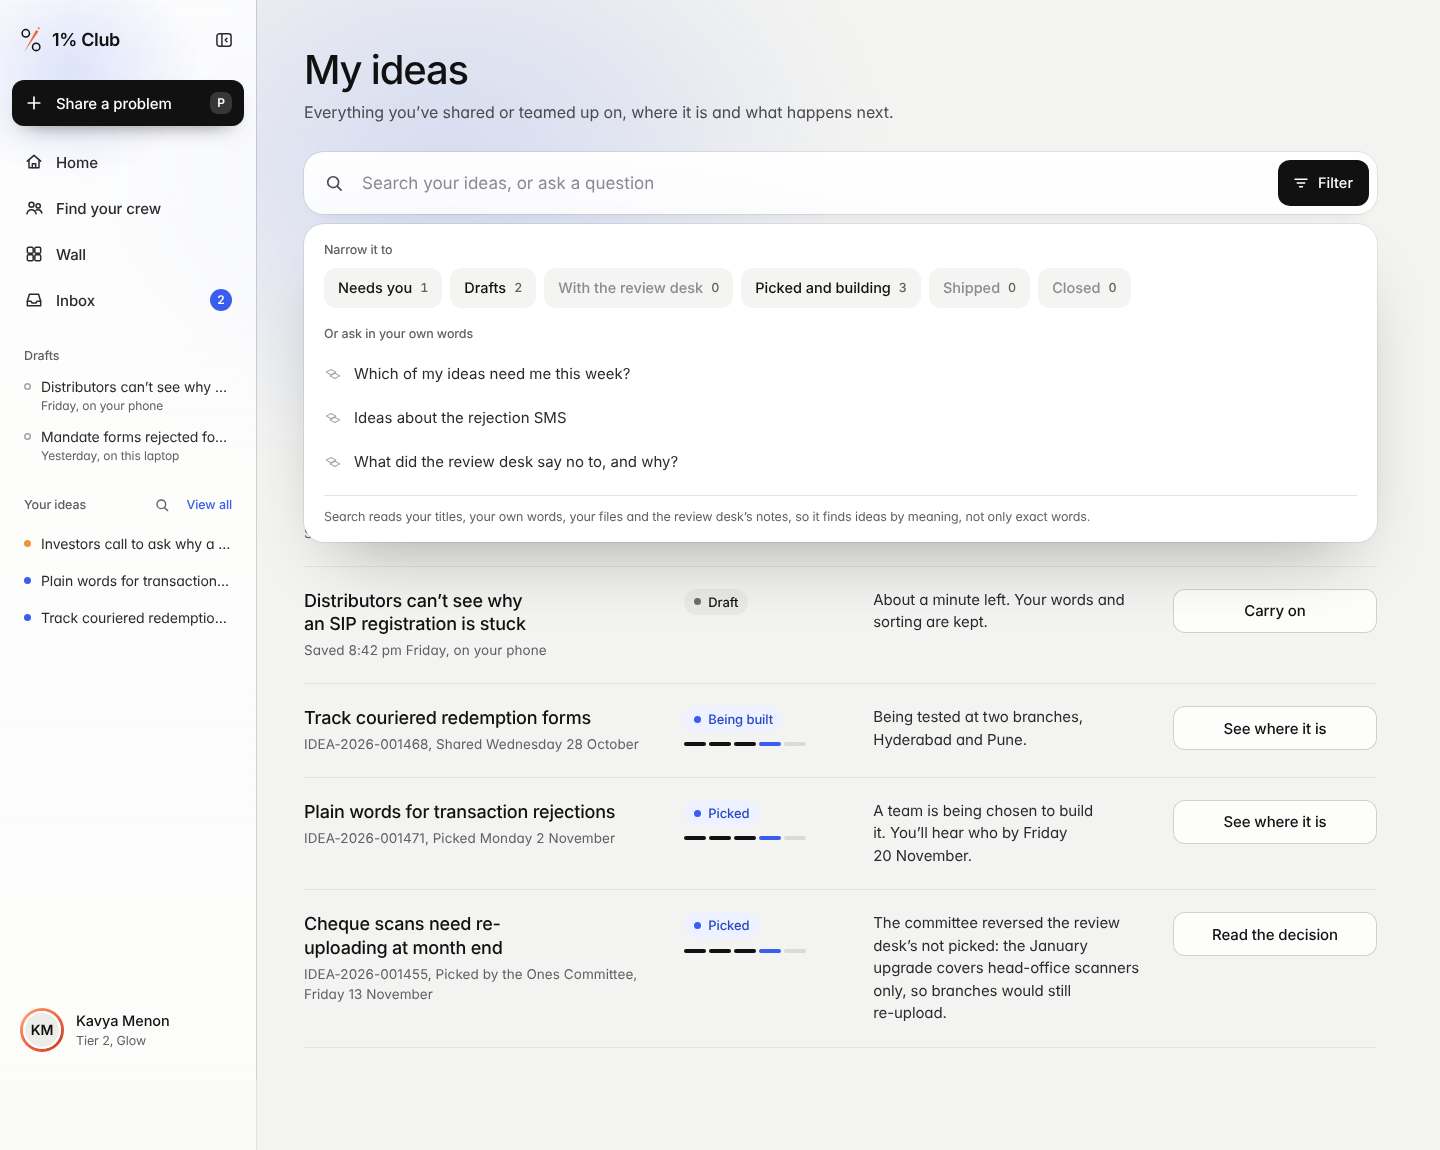 1% Club
Share a problem P
Home
Find your crew
Wall
Inbox 2
Drafts
Distributors can’t see why ...
Friday, on your phone
Mandate forms rejected fo...
Yesterday, on this laptop
Your ideas View all
Investors call to ask why a ...
Plain words for transaction...
Track couriered redemptio...
KM
Kavya Menon
Tier 2, Glow
My ideas
Everything you’ve shared or teamed up on, where it is and what happens next.
Search your ideas, or ask a question
Filter
Narrow it to
Needs you 1 Drafts 2 With the review desk 0 Picked and building 3 Shipped 0 Closed 0
Or ask in your own words
Which of my ideas need me this week?
Ideas about the rejection SMS
What did the review desk say no to, and why?
Search reads your titles, your own words, your files and the review desk’s notes, so it finds ideas by meaning, not only exact words.
Distributors can’t see why
an SIP registration is stuck
Saved 8:42 pm Friday, on your phone
Draft
About a minute left. Your words and
sorting are kept.
Carry on
Track couriered redemption forms
IDEA-2026-001468, Shared Wednesday 28 October
Being built
Being tested at two branches,
Hyderabad and Pune.
See where it is
Plain words for transaction rejections
IDEA-2026-001471, Picked Monday 2 November
Picked
A team is being chosen to build
it. You’ll hear who by Friday
20 November.
See where it is
Cheque scans need re-
uploading at month end
IDEA-2026-001455, Picked by the Ones Committee,
Friday 13 November
Picked
The committee reversed the review
desk’s not picked: the January
upgrade covers head-office scanners
only, so branches would still
re-upload.
Read the decision